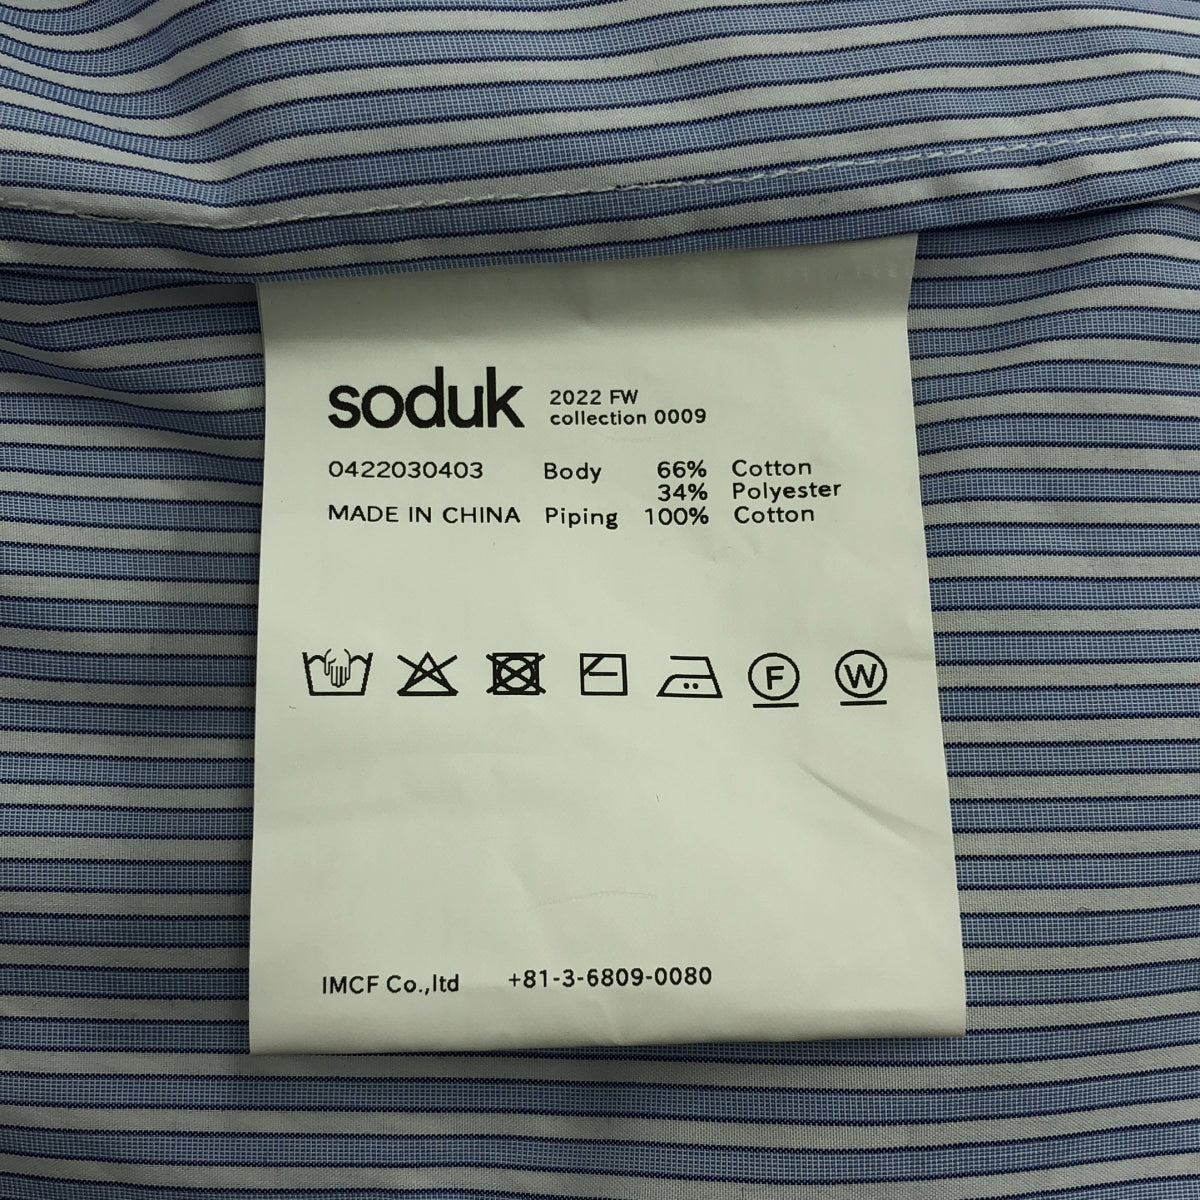 soduk 2022 FW
collection 0009
0422030403 Body 66% Cotton
34% Polyester
MADE IN CHINA Piping 100% Cotton
F W
IMCF Co.,ltd +81-3-6809-0080